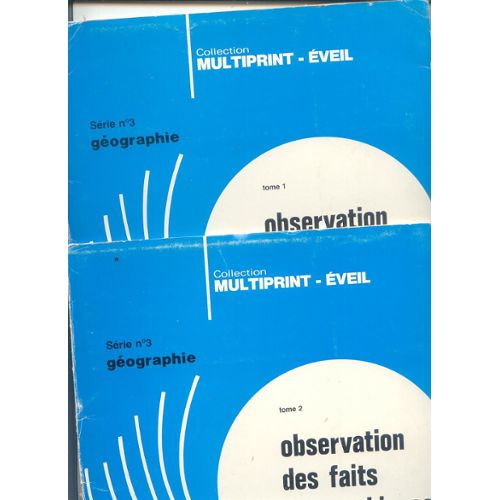 Collection
MULTIPRINT - ÉVEIL
Série n°3
géographie
tome 1
observation
Collection
MULTIPRINT - ÉVEIL
Série n°3
géographie
tome 2
observation
des faits